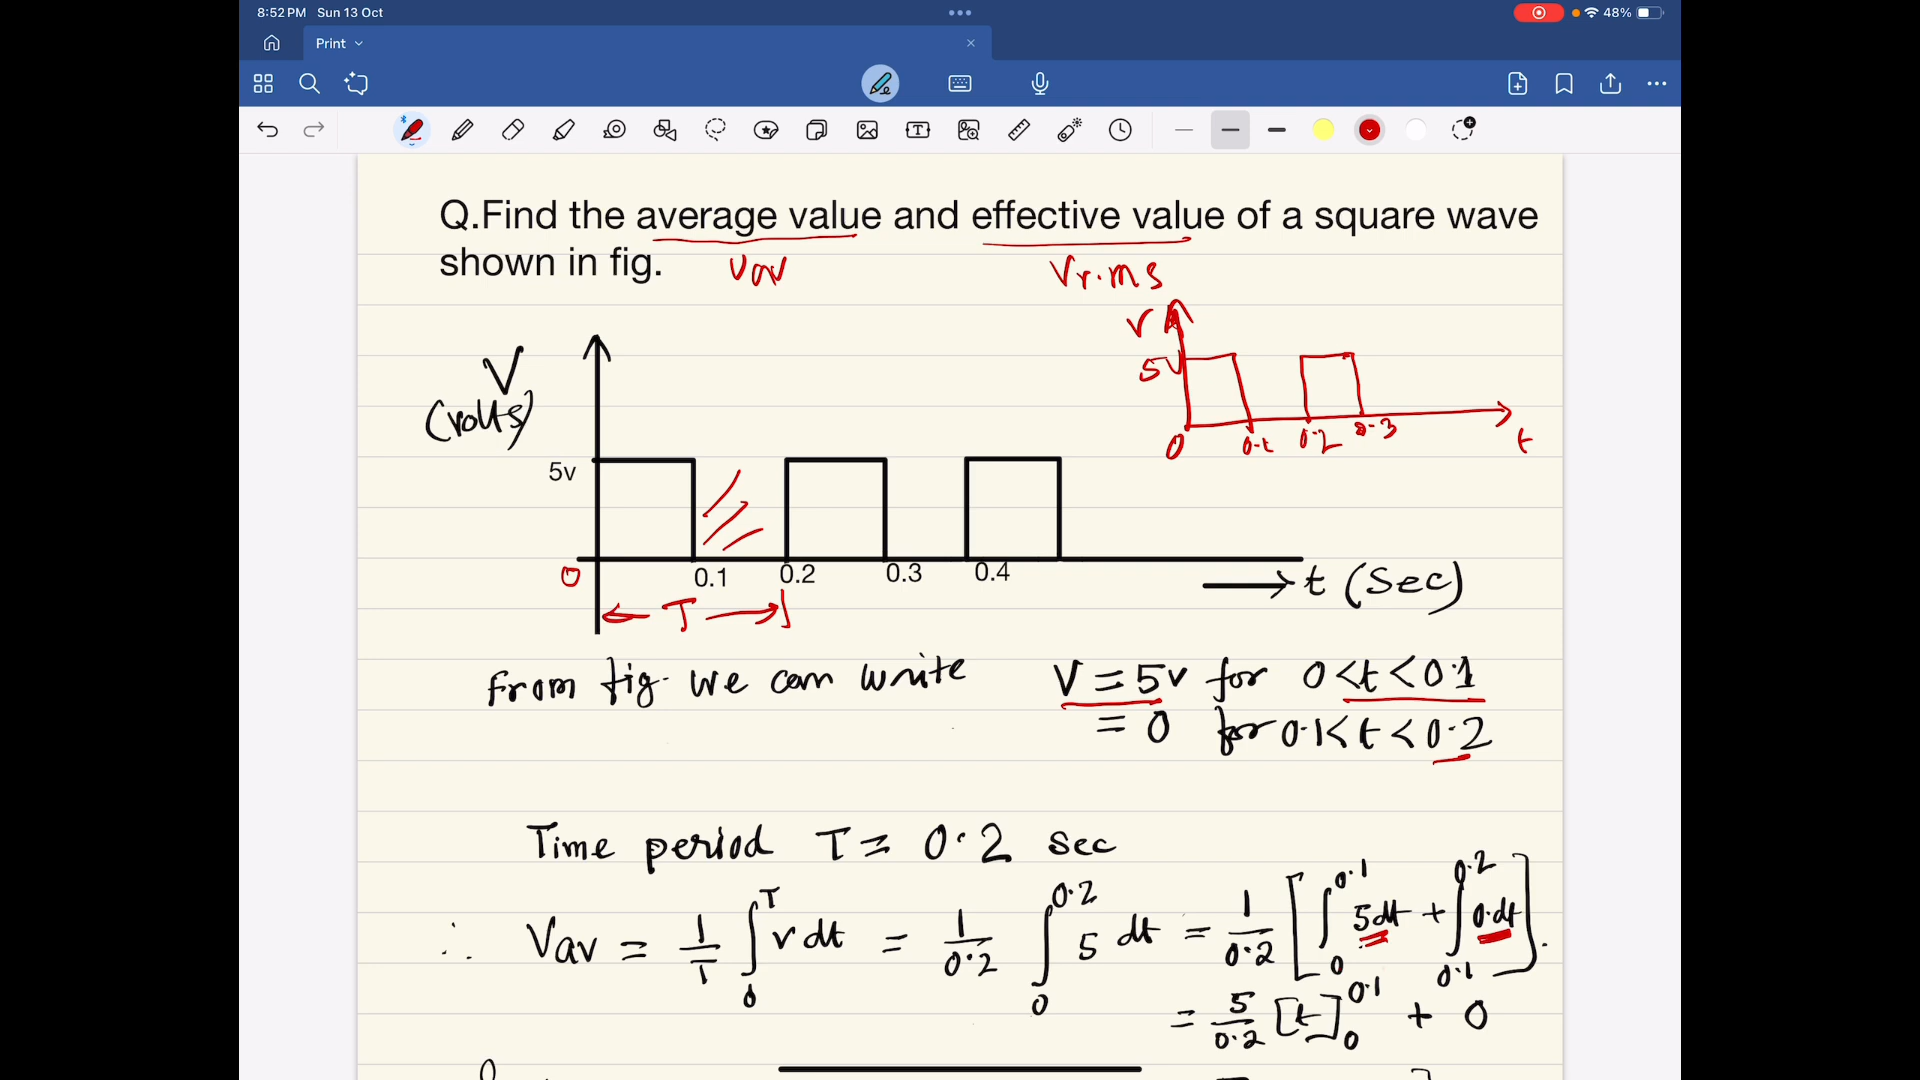 8:52 PM Sun 13 Oct
48%
Print
Q.Find the average value and effective value of a square wave
shown in fig.
Vav
Vr.m.s
V
5V
0 0.1 0.2 0.3
t
V
(volts)
5v
0 0.1 0.2 0.3 0.4
t (Sec)
T
From fig. we can write V = 5v for 0<t<0.1
= 0 for 0.1<t<0.2
Time period T = 0.2 sec
∴ Vav = 1/T ∫₀ᵀ v dt = 1/0.2 ∫₀^0.2 5 dt = 1/0.2 [∫₀^0.1 5dt + ∫_0.1^0.2 0.dt].
= 5/0.2 [t]₀^0.1 + 0